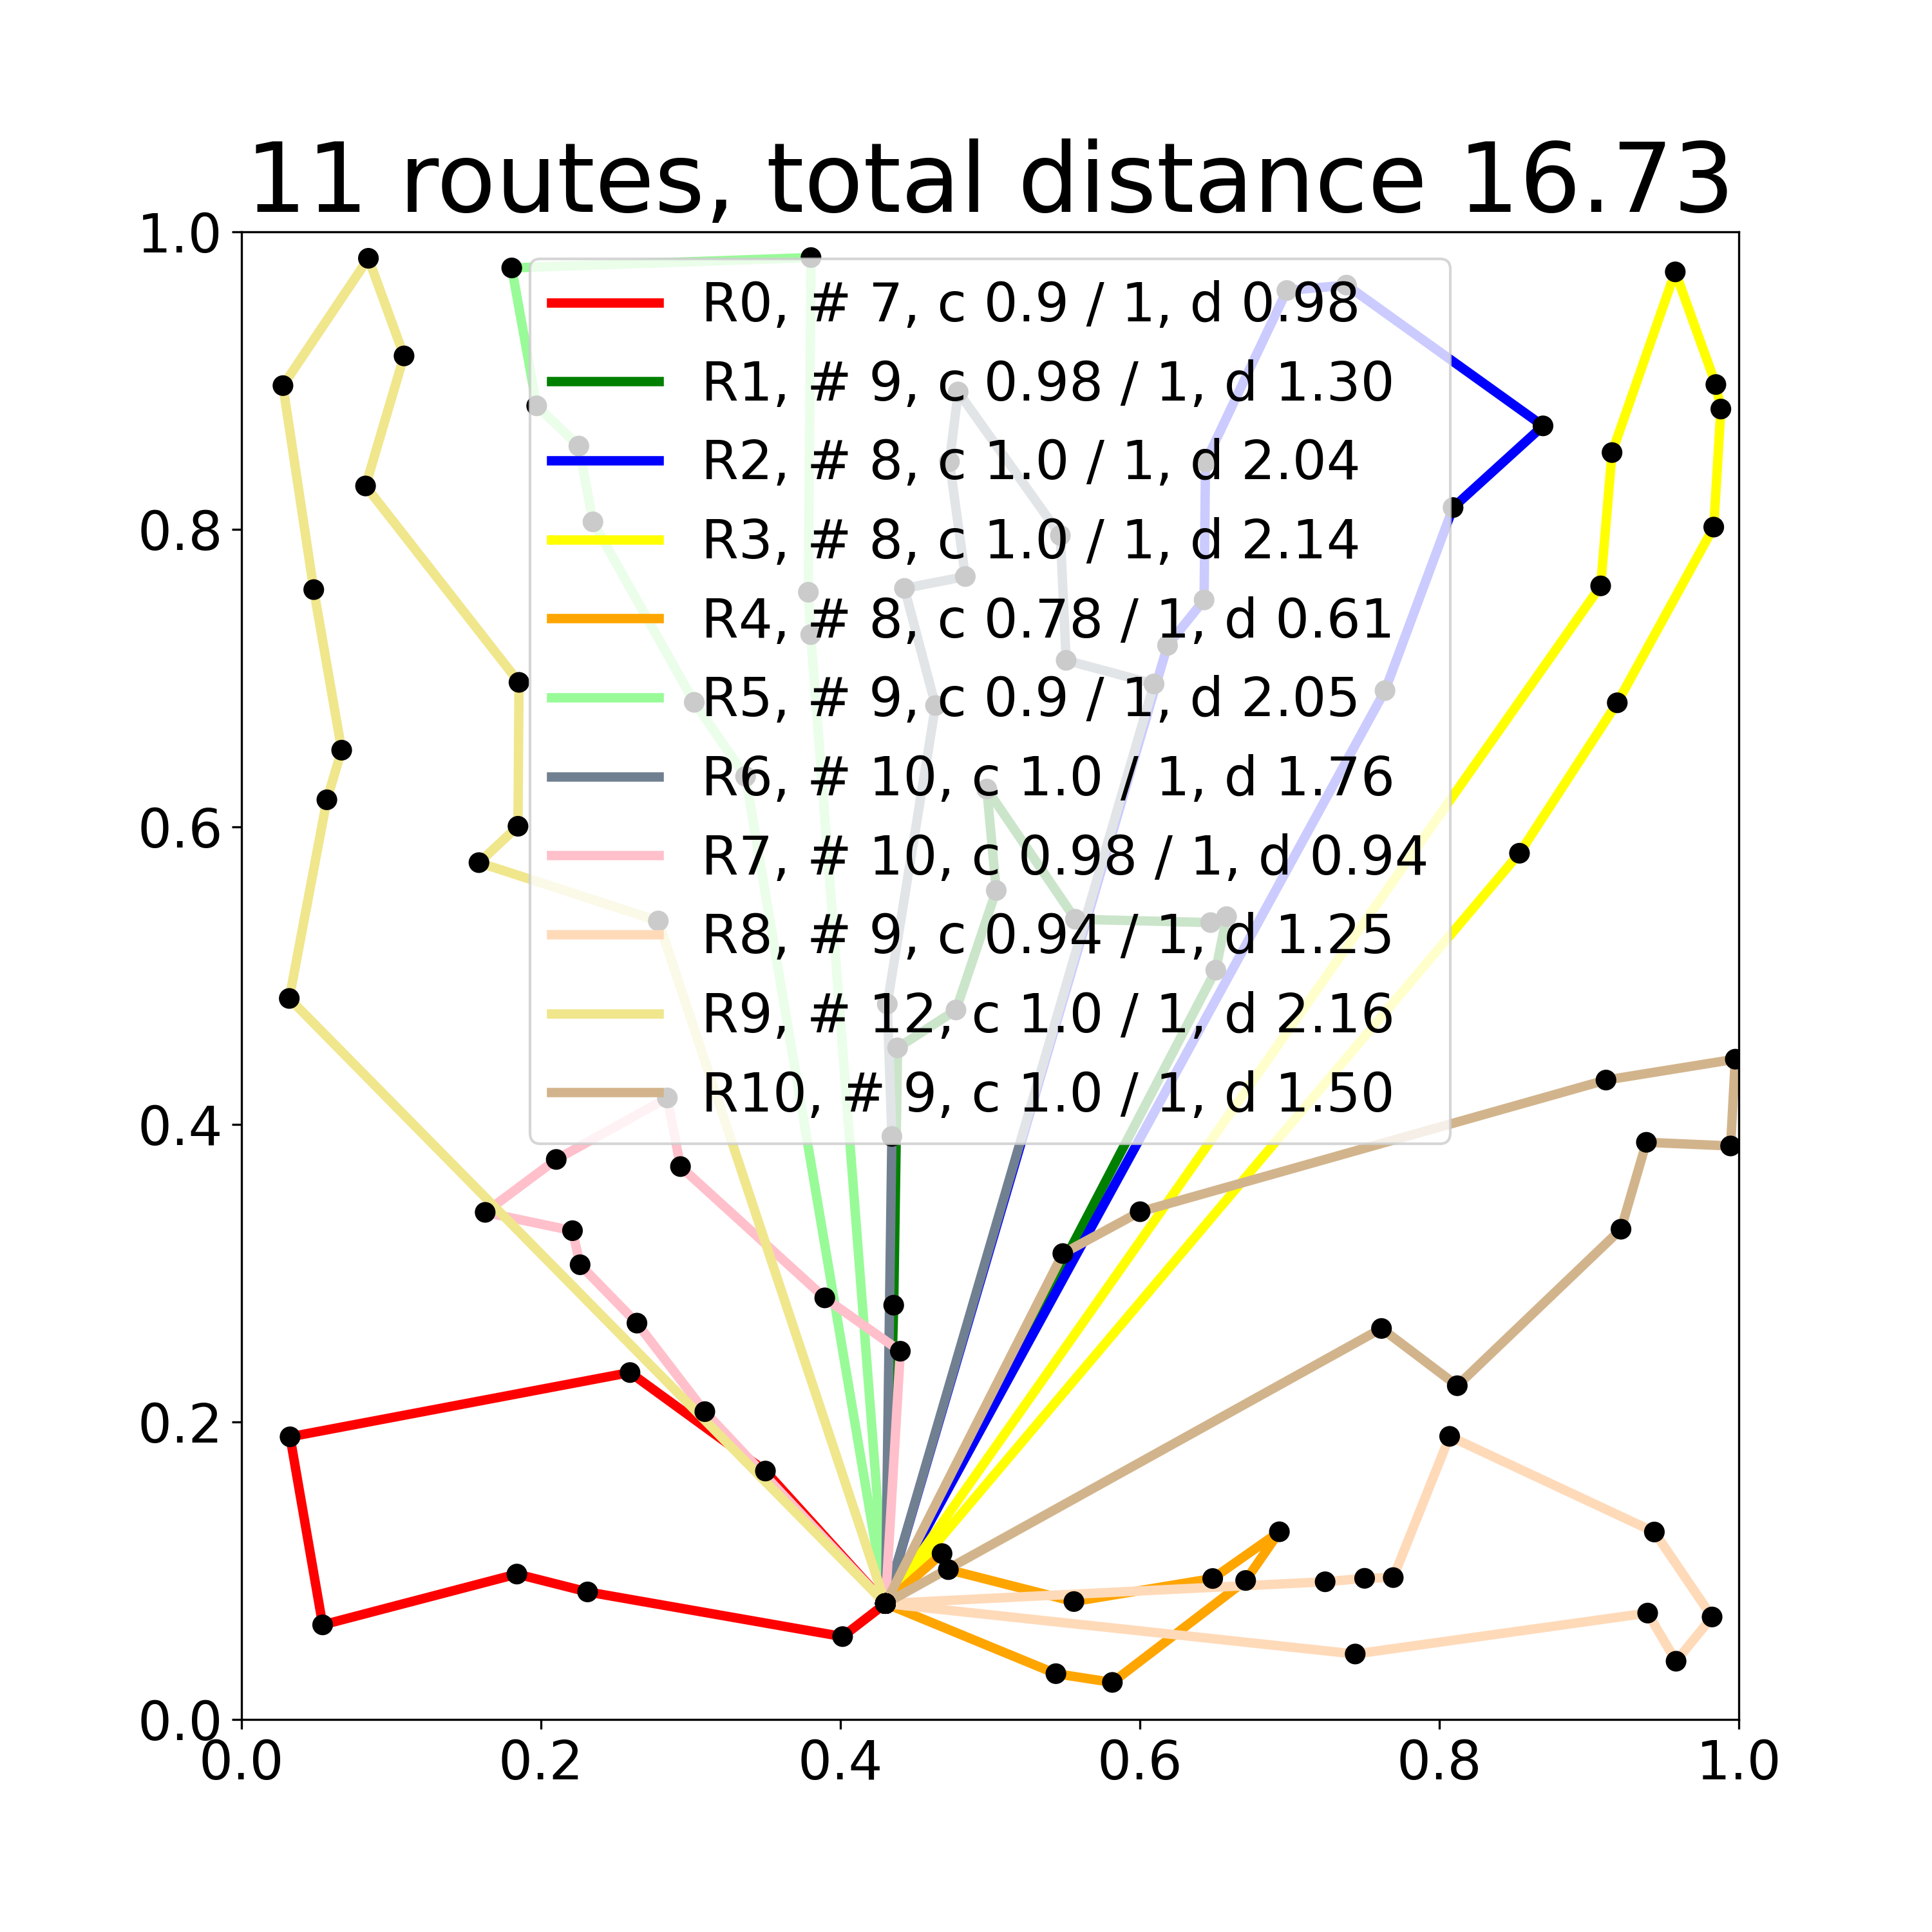 11 routes, total distance 16.73
1.0
0.8
0.6
0.4
0.2
0.0
R0, # 7, c 0.9 / 1, d 0.98
R1, # 9, c 0.98 / 1, d 1.30
R2, # 8, c 1.0 / 1, d 2.04
R3, # 8, c 1.0 / 1, d 2.14
R4, # 8, c 0.78 / 1, d 0.61
R5, # 9, c 0.9 / 1, d 2.05
R6, # 10, c 1.0 / 1, d 1.76
R7, # 10, c 0.98 / 1, d 0.94
R8, # 9, c 0.94 / 1, d 1.25
R9, # 12, c 1.0 / 1, d 2.16
R10, # 9, c 1.0 / 1, d 1.50
0.0 0.2 0.4 0.6 0.8 1.0